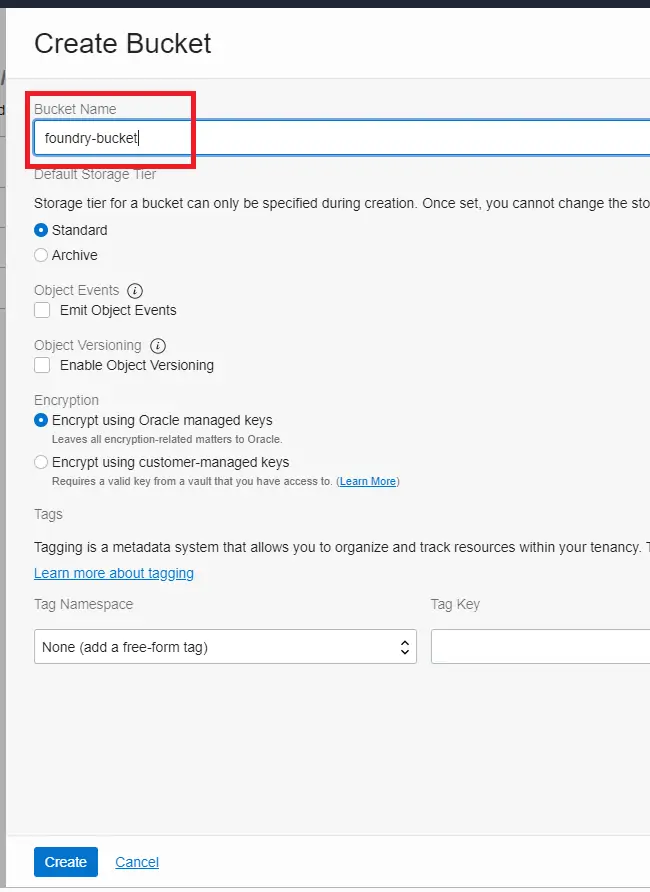 Create Bucket
Bucket Name
foundry-bucket
Default Storage Tier
Storage tier for a bucket can only be specified during creation. Once set, you cannot change the
Standard
Archive
Object Events
Emit Object Events
Object Versioning
Enable Object Versioning
Encryption
Encrypt using Oracle managed keys
Leaves all encryption-related matters to Oracle.
Encrypt using customer-managed keys
Requires a valid key from a vault that you have access to. (Learn More)
Tags
Tagging is a metadata system that allows you to organize and track resources within your tenancy.
Learn more about tagging
Tag Namespace Tag Key
None (add a free-form tag)
Create Cancel